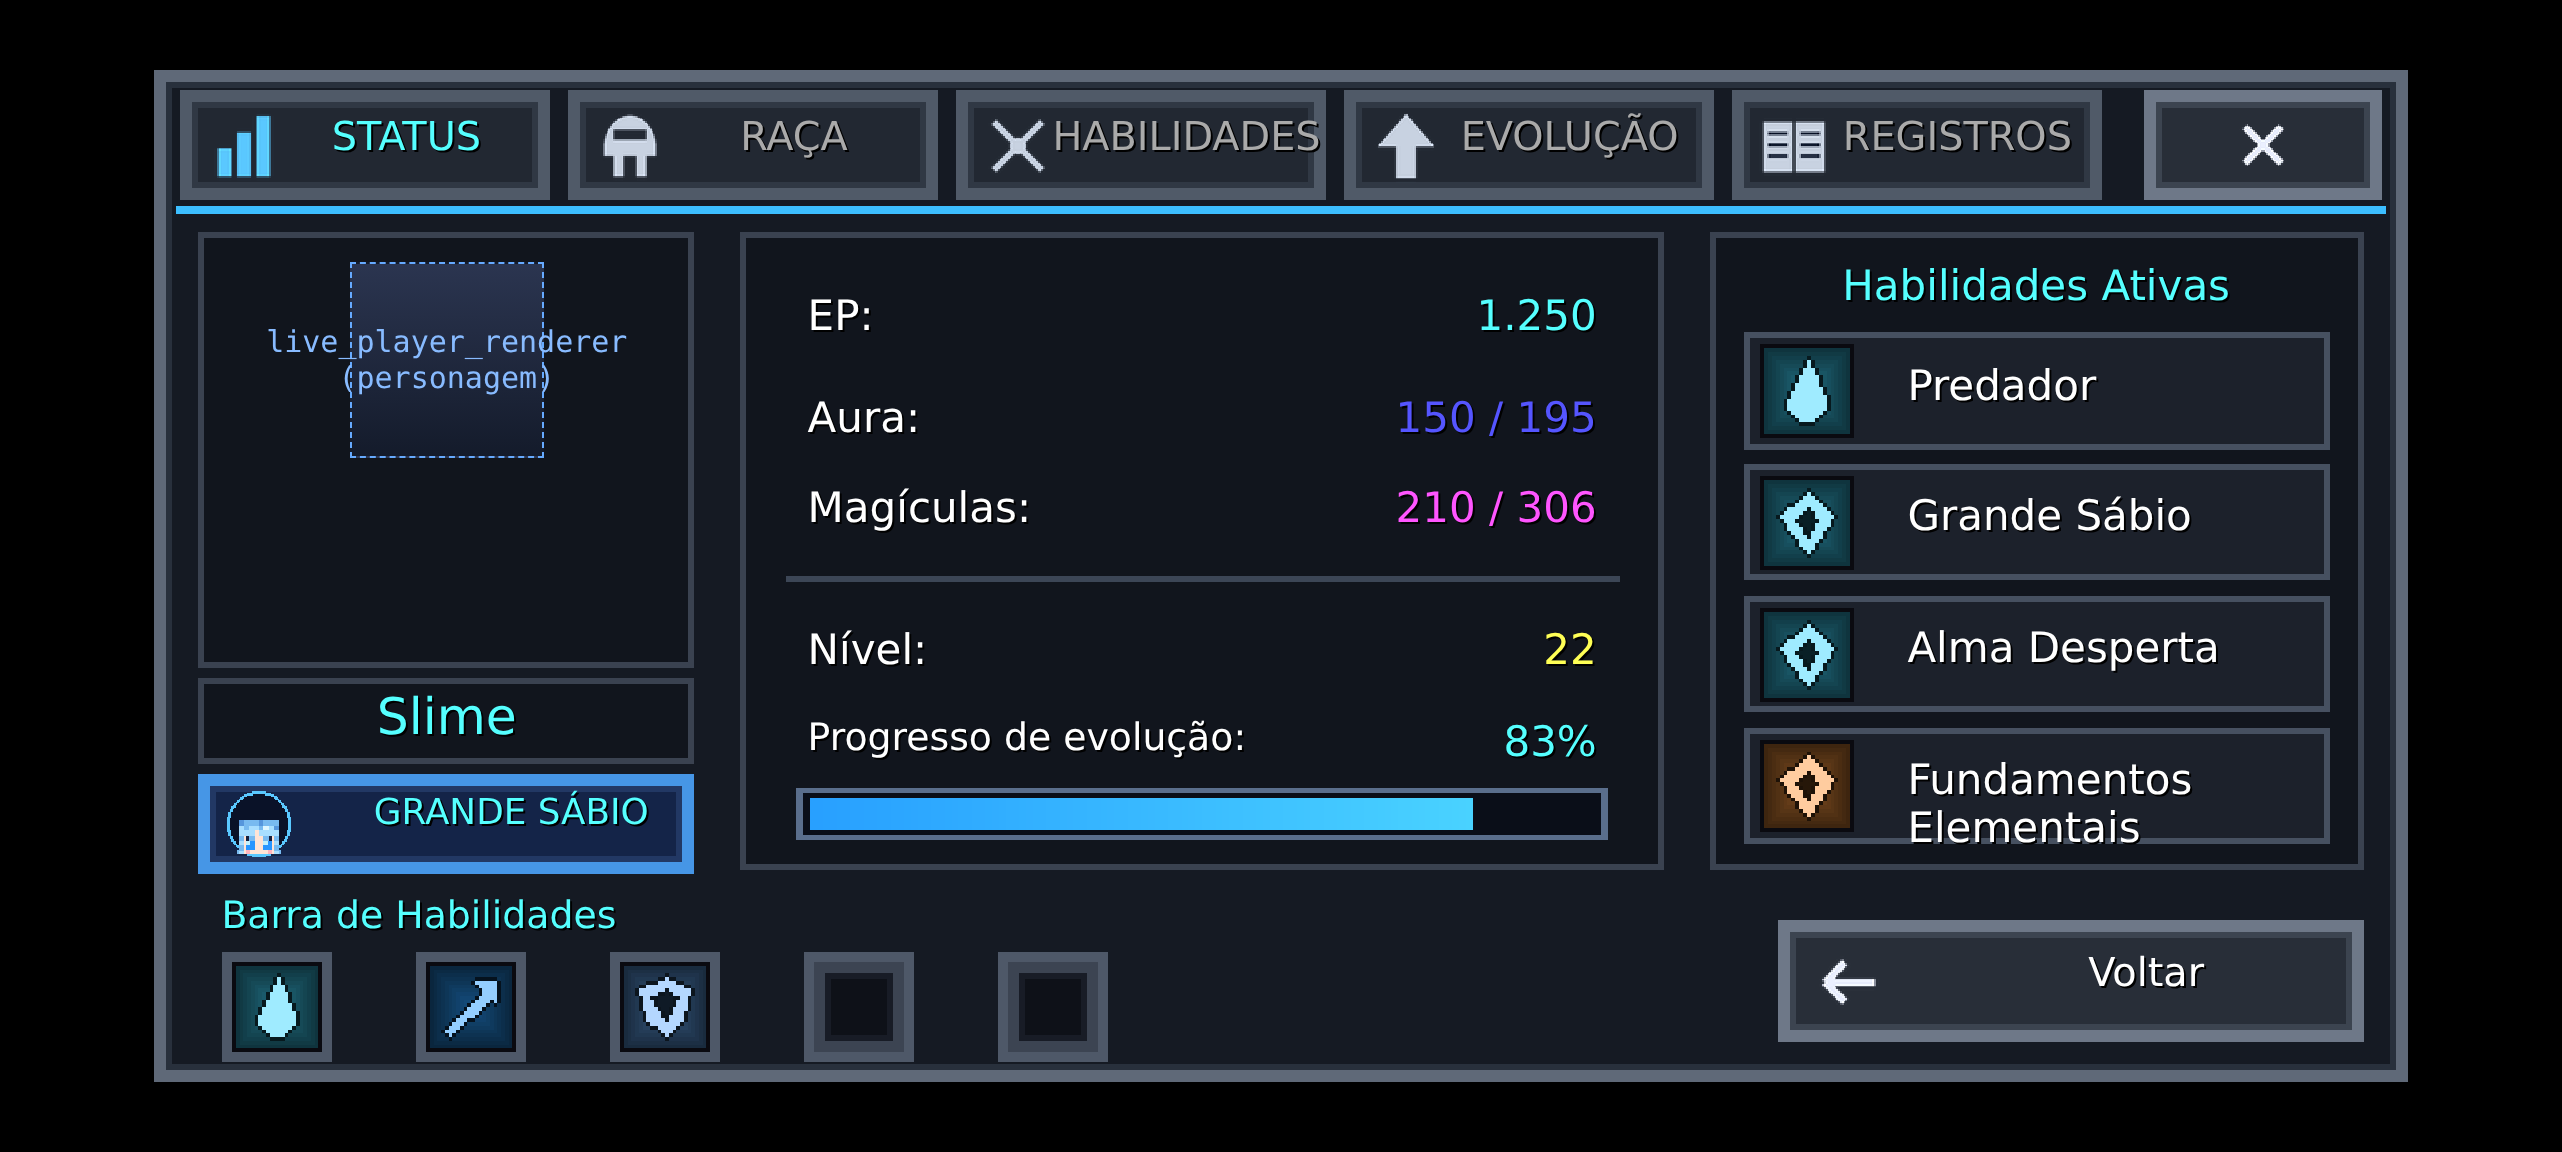 STATUS
RAÇA
HABILIDADES
EVOLUÇÃO
REGISTROS
live_player_renderer
(personagem)
Slime
GRANDE SÁBIO
EP: 1.250
Aura: 150 / 195
Magículas: 210 / 306
Nível: 22
Progresso de evolução: 83%
Habilidades Ativas
Predador
Grande Sábio
Alma Desperta
Fundamentos
Elementais
Barra de Habilidades
Voltar